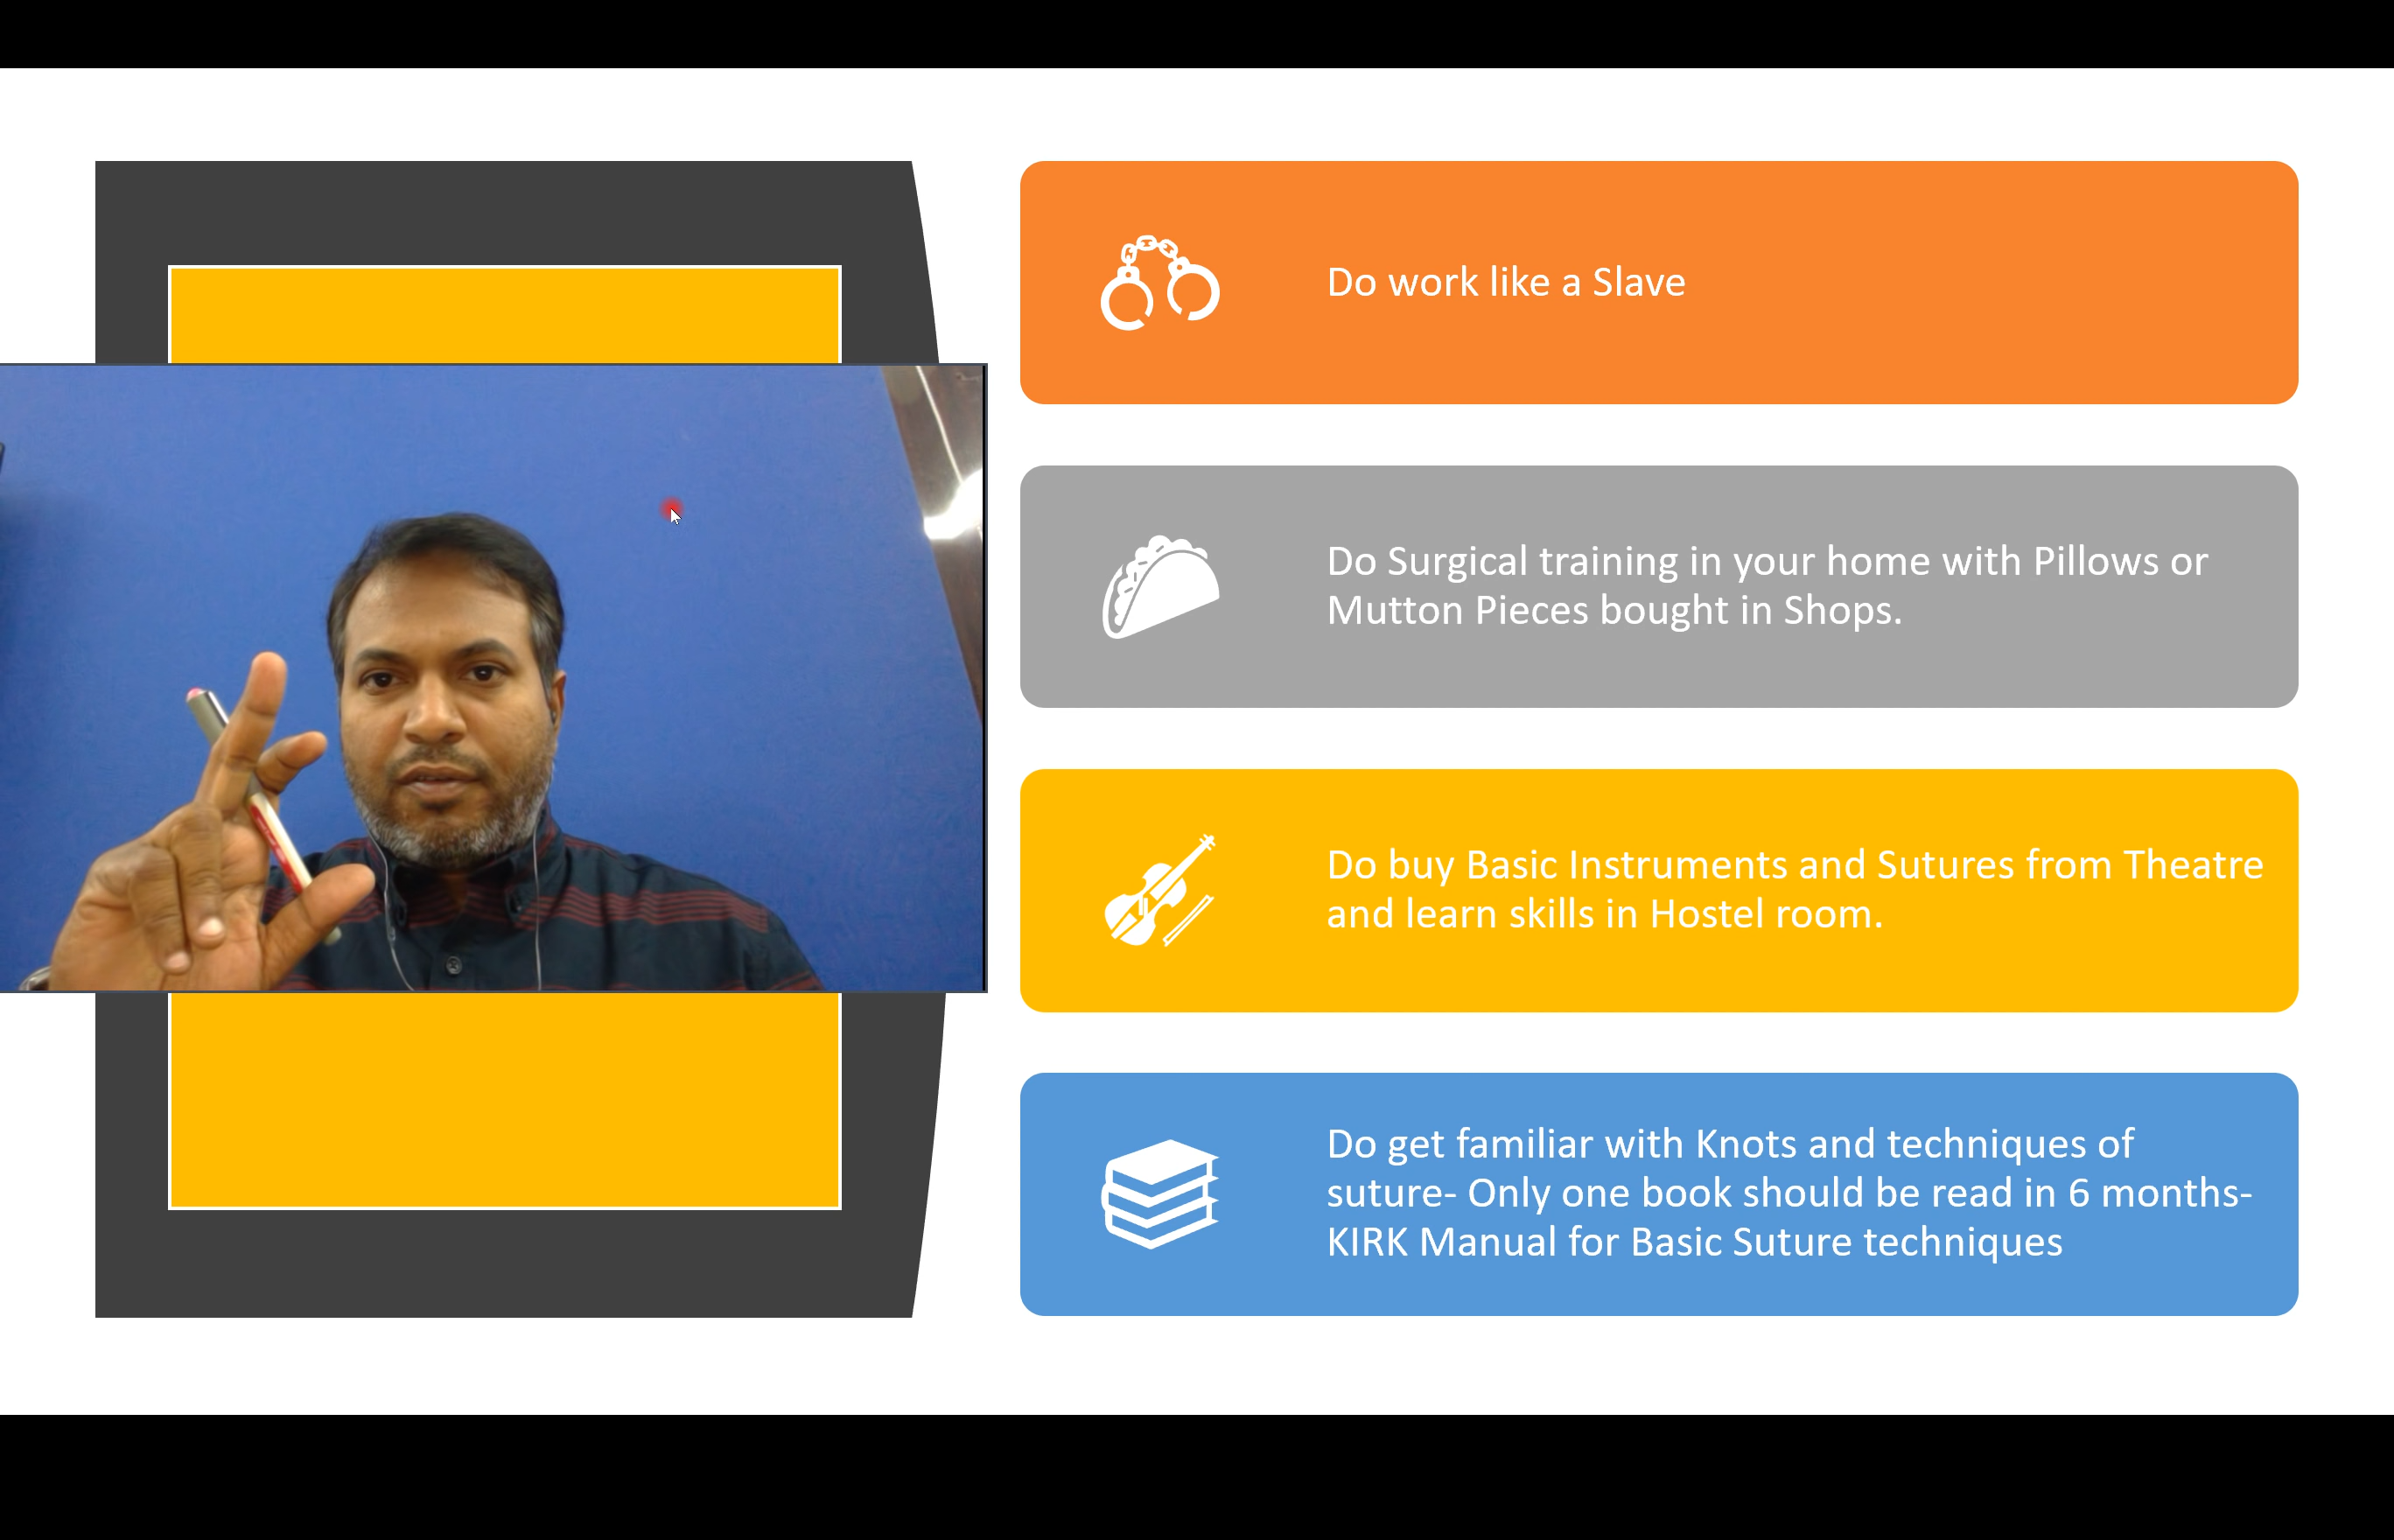 Do work like a Slave
Do Surgical training in your home with Pillows or
Mutton Pieces bought in Shops.
Do buy Basic Instruments and Sutures from Theatre
and learn skills in Hostel room.
Do get familiar with Knots and techniques of
suture- Only one book should be read in 6 months-
KIRK Manual for Basic Suture techniques